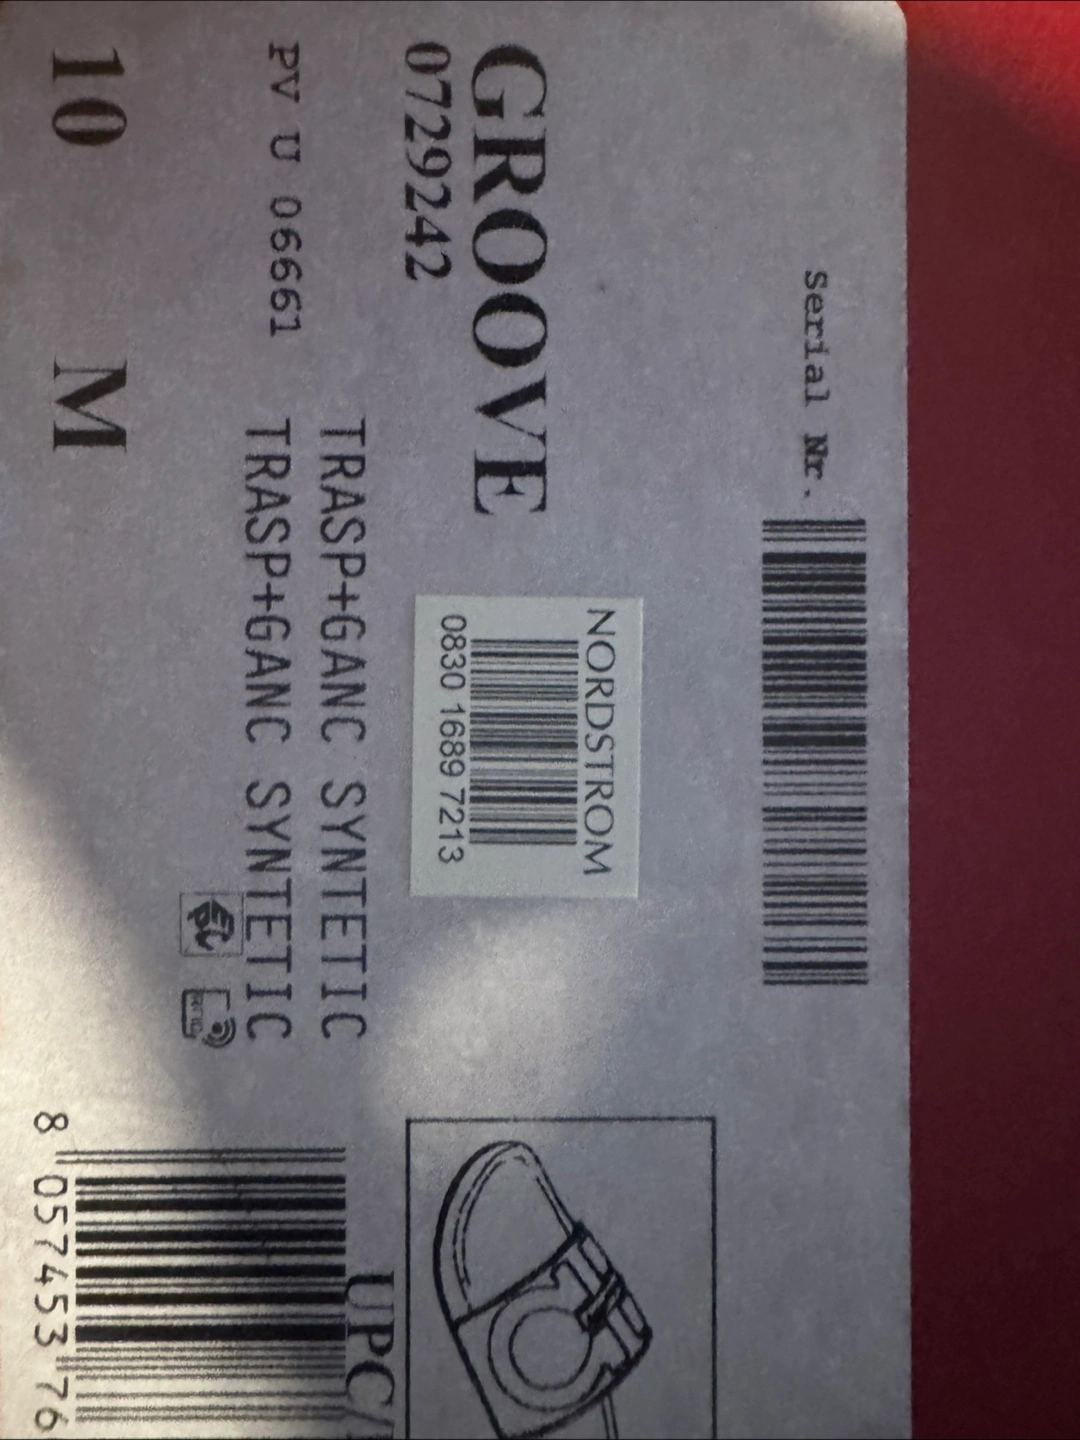 Serial Nr.
GROOVE
0729242
NORDSTROM
0830 1689 7213
TRASP+GANC SYNTETIC
PV U 06661 TRASP+GANC SYNTETIC
10 M
UPC/
8 057453 76